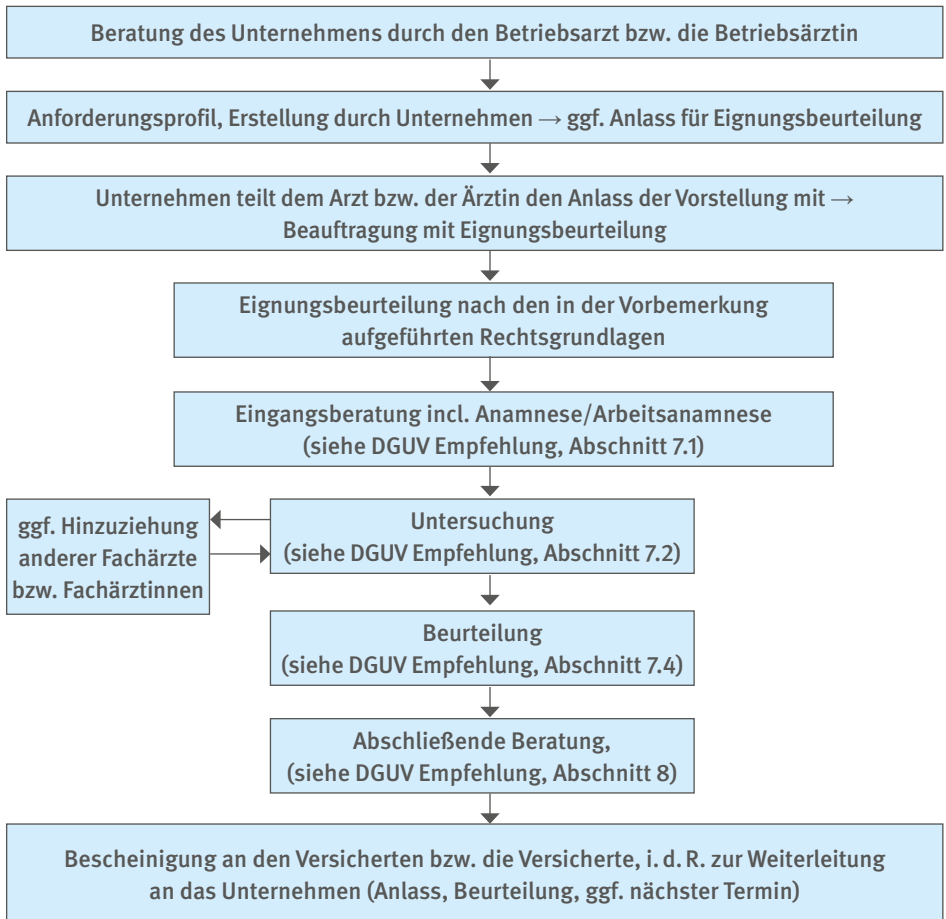 Beratung des Unternehmens durch den Betriebsarzt bzw. die Betriebsärztin
Anforderungsprofil, Erstellung durch Unternehmen → ggf. Anlass für Eignungsbeurteilung
Unternehmen teilt dem Arzt bzw. der Ärztin den Anlass der Vorstellung mit →
Beauftragung mit Eignungsbeurteilung
Eignungsbeurteilung nach den in der Vorbemerkung
aufgeführten Rechtsgrundlagen
Eingangsberatung incl. Anamnese/Arbeitsanamnese
(siehe DGUV Empfehlung, Abschnitt 7.1)
ggf. Hinzuziehung
anderer Fachärzte
bzw. Fachärztinnen
Untersuchung
(siehe DGUV Empfehlung, Abschnitt 7.2)
Beurteilung
(siehe DGUV Empfehlung, Abschnitt 7.4)
Abschließende Beratung,
(siehe DGUV Empfehlung, Abschnitt 8)
Bescheinigung an den Versicherten bzw. die Versicherte, i. d. R. zur Weiterleitung
an das Unternehmen (Anlass, Beurteilung, ggf. nächster Termin)